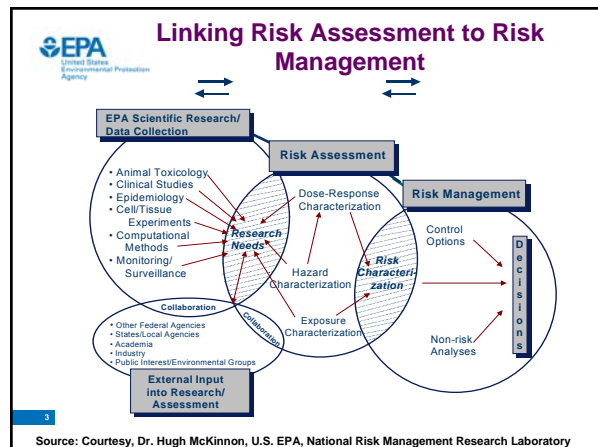 Linking Risk Assessment to Risk
Management
EPA
United States
Environmental Protection
Agency
EPA Scientific Research/
Data Collection
Risk Assessment
Risk Management
• Animal Toxicology
• Clinical Studies
• Epidemiology
• Cell/Tissue
Experiments
• Computational
Methods
• Monitoring/
Surveillance
Research
Needs
Dose-Response
Characterization
Hazard
Characterization
Exposure
Characterization
Risk
Characteri-
zation
Control
Options
Non-risk
Analyses
Decisions
Collaboration
Collaboration
• Other Federal Agencies
• States/Local Agencies
• Academia
• Industry
• Public Interest/Environmental Groups
External Input
into Research/
Assessment
3
Source: Courtesy, Dr. Hugh McKinnon, U.S. EPA, National Risk Management Research Laboratory